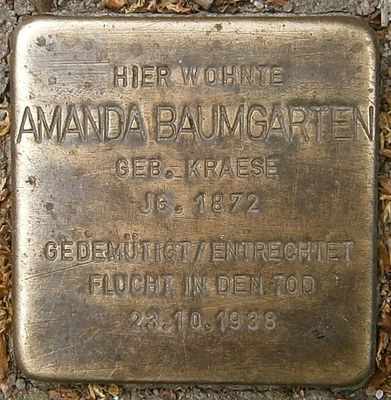 HIER WOHNTE
AMANDA BAUMGARTEN
GEB. KRAESE
JG. 1872
GEDEMÜTIGT/ENTRECHTET
FLUCHT IN DEN TOD
23.10.1938